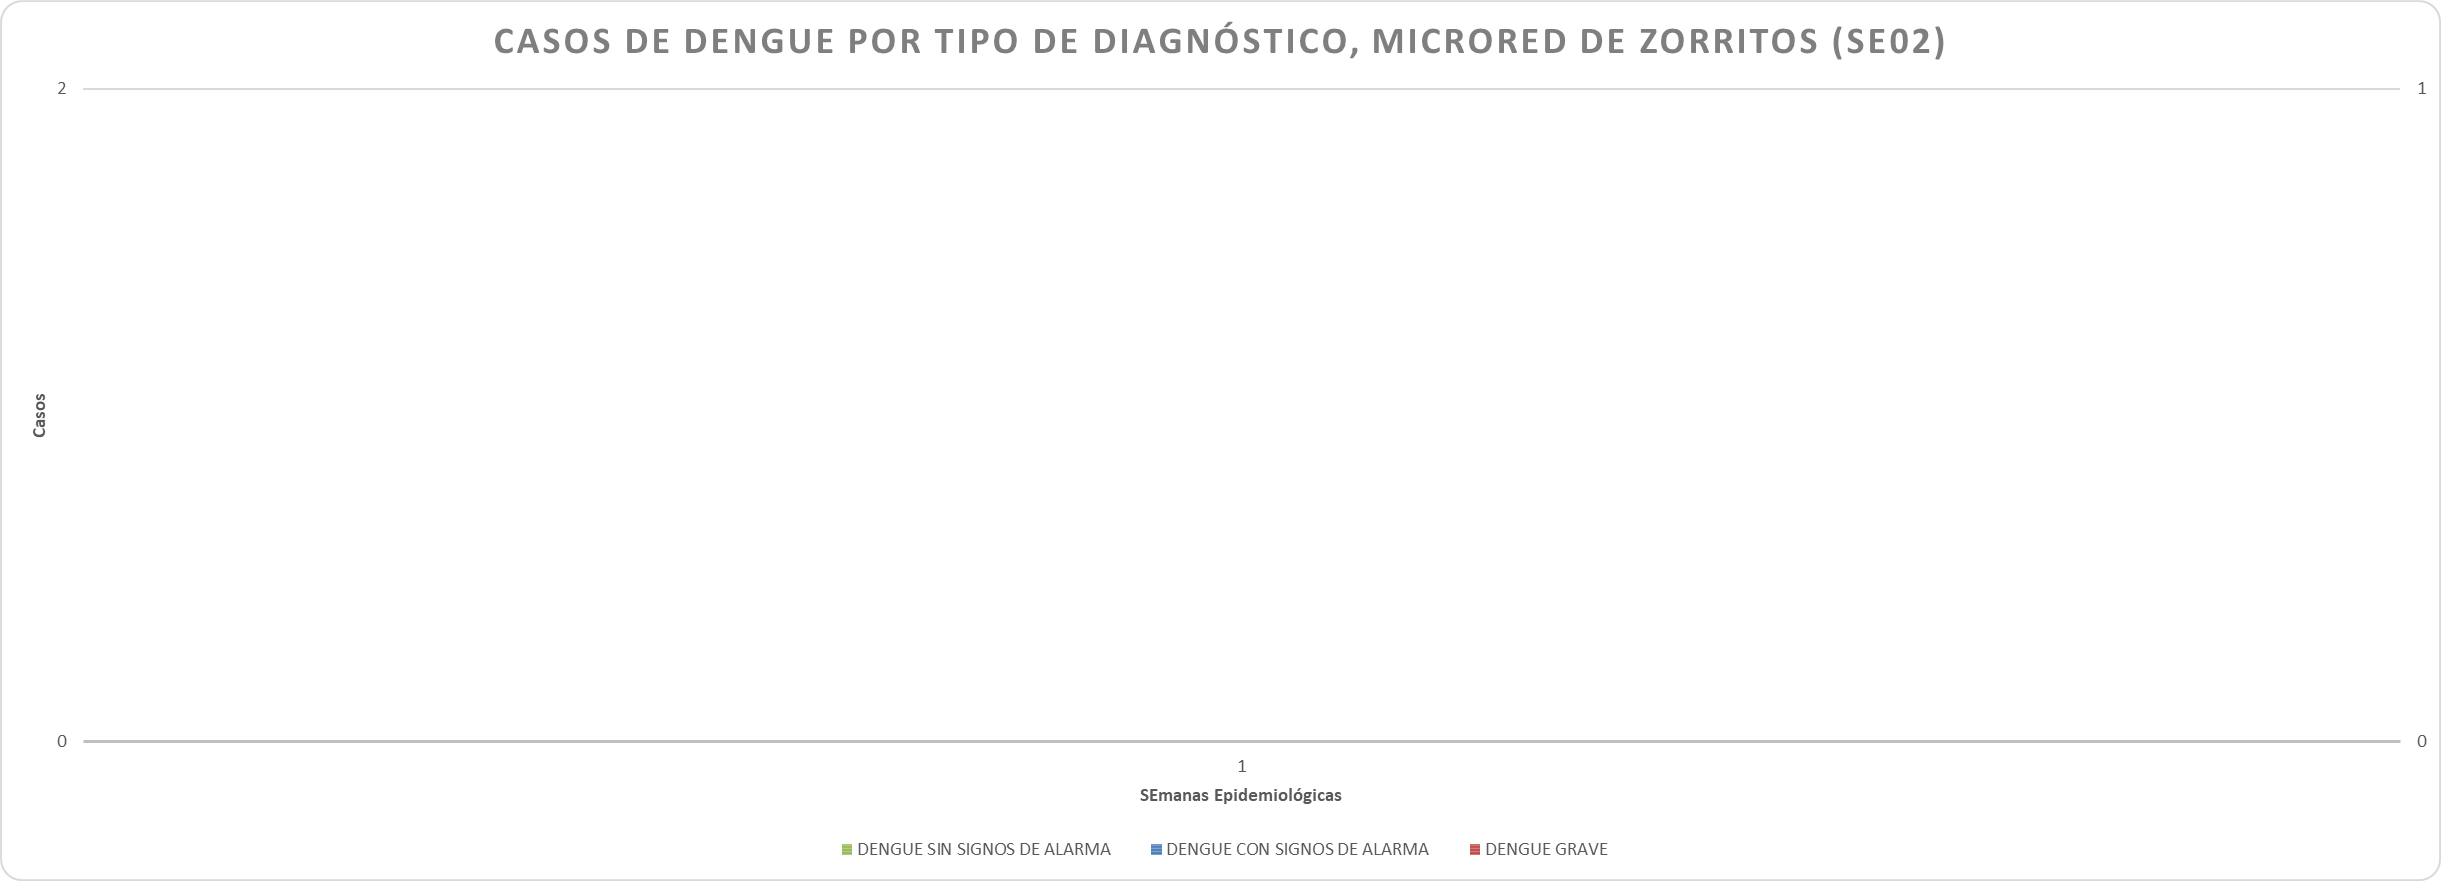 CASOS DE DENGUE POR TIPO DE DIAGNÓSTICO, MICRORED DE ZORRITOS (SE02)
2
1
Casos
0
0
1
SEmanas Epidemiológicas
DENGUE SIN SIGNOS DE ALARMA DENGUE CON SIGNOS DE ALARMA DENGUE GRAVE